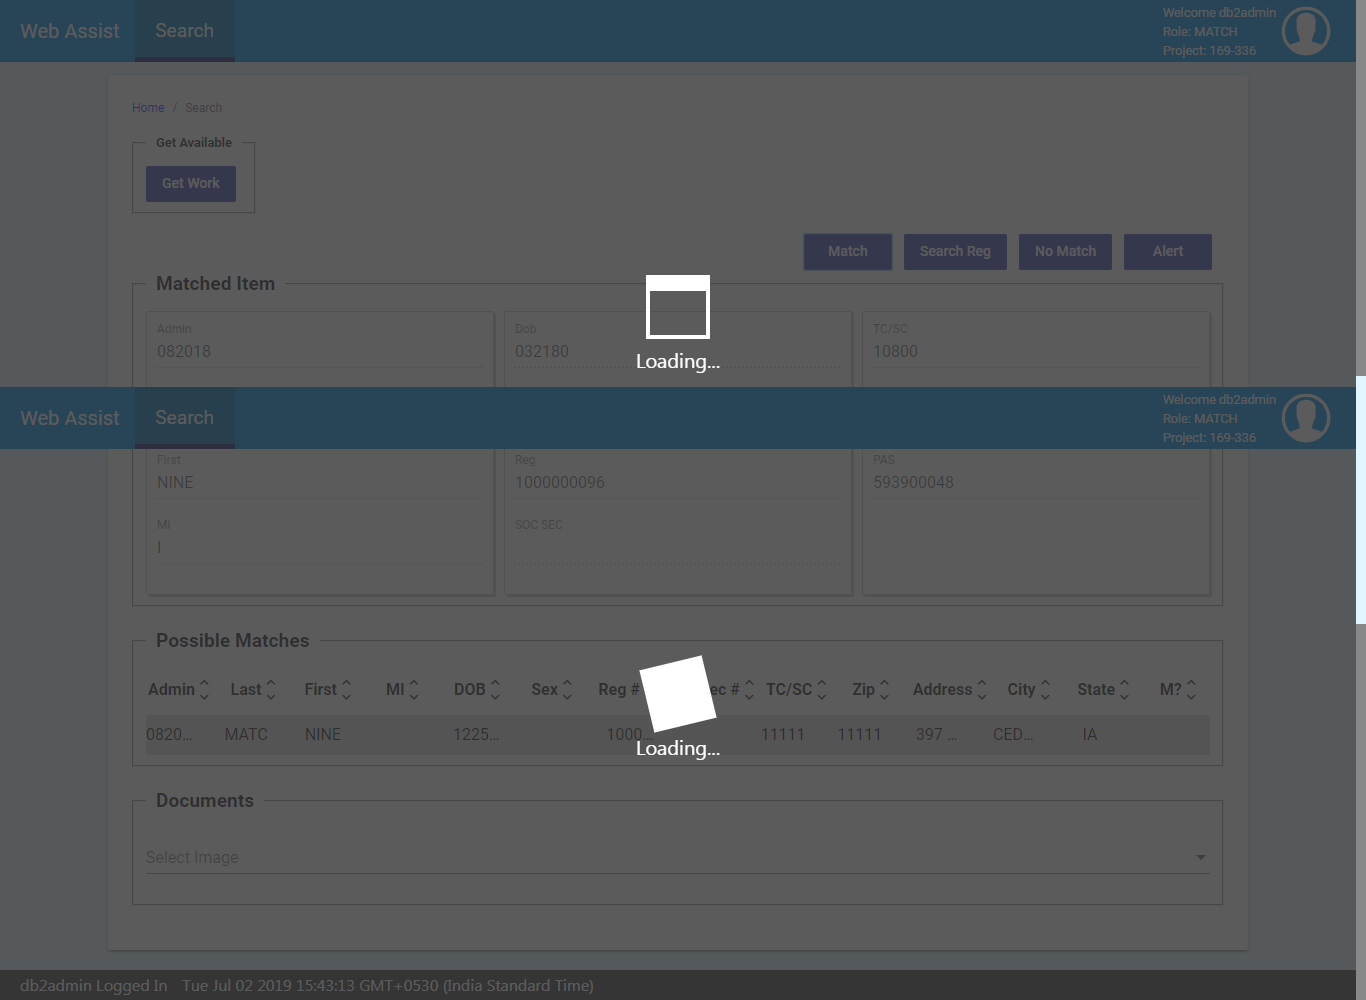 Web Assist Search Welcome db2admin
Role: MATCH
Project: 169-336
Home / Search
Get Available
Get Work
Match Search Reg No Match Alert
Matched Item
Admin Dob TC/SC
082018 032180 10800
Loading...
Web Assist Search Welcome db2admin
Role: MATCH
Project: 169-336
First Reg PAS
NINE 1000000096 593900048
MI SOC SEC
I
Possible Matches
Admin Last First MI DOB Sex Reg # ec # TC/SC Zip Address City State M?
0820... MATC NINE 1225... 1000... 11111 11111 397 ... CED... IA
Loading...
Documents
Select Image
db2admin Logged In Tue Jul 02 2019 15:43:13 GMT+0530 (India Standard Time)